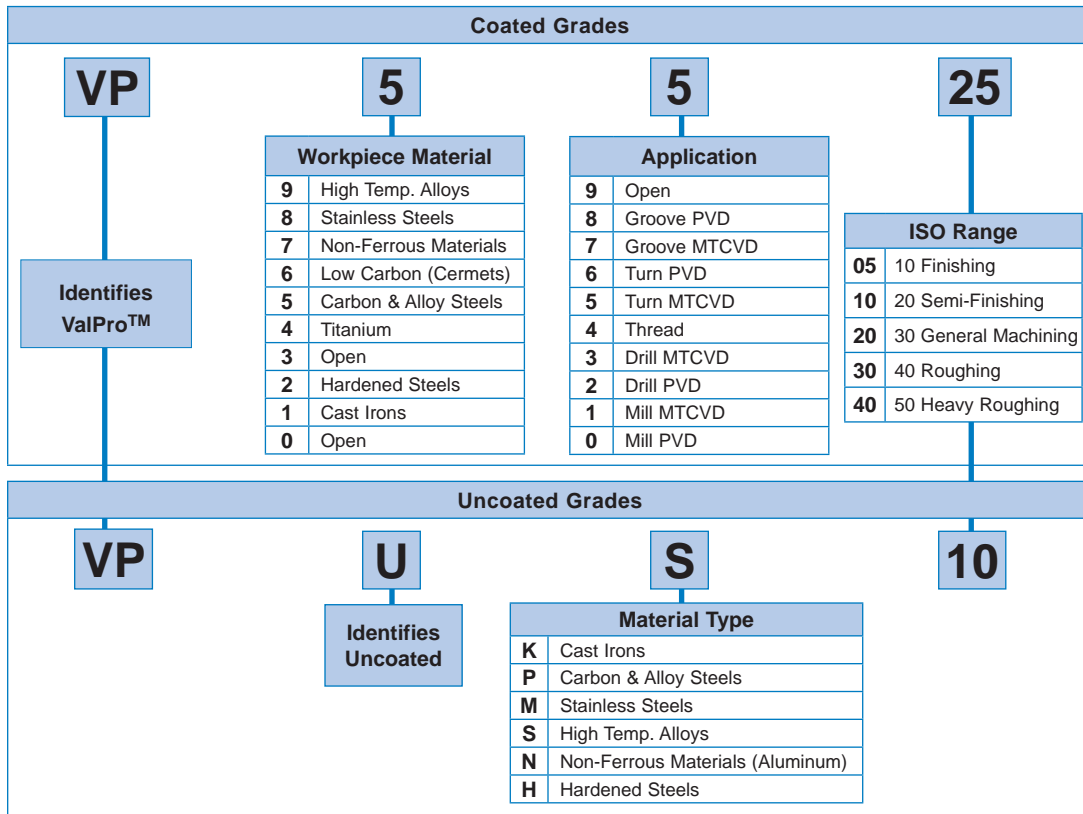 Coated Grades
VP 5 5 25
Identifies
ValPro™
Workpiece Material
9 High Temp. Alloys
8 Stainless Steels
7 Non-Ferrous Materials
6 Low Carbon (Cermets)
5 Carbon & Alloy Steels
4 Titanium
3 Open
2 Hardened Steels
1 Cast Irons
0 Open
Application
9 Open
8 Groove PVD
7 Groove MTCVD
6 Turn PVD
5 Turn MTCVD
4 Thread
3 Drill MTCVD
2 Drill PVD
1 Mill MTCVD
0 Mill PVD
ISO Range
05 10 Finishing
10 20 Semi-Finishing
20 30 General Machining
30 40 Roughing
40 50 Heavy Roughing
Uncoated Grades
VP U S 10
Identifies
Uncoated
Material Type
K Cast Irons
P Carbon & Alloy Steels
M Stainless Steels
S High Temp. Alloys
N Non-Ferrous Materials (Aluminum)
H Hardened Steels